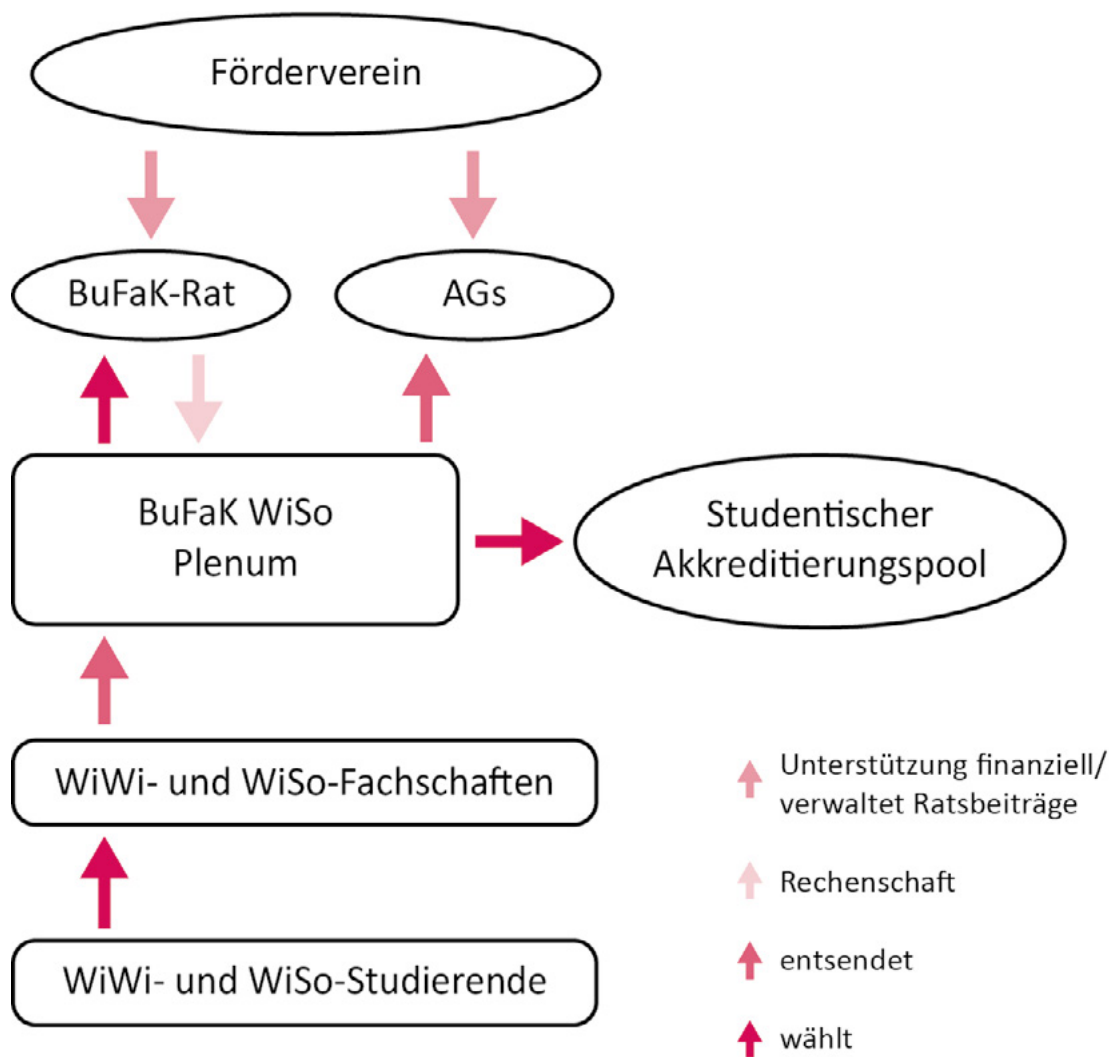 Förderverein
BuFaK-Rat
AGs
BuFaK WiSo
Plenum
Studentischer
Akkreditierungspool
WiWi- und WiSo-Fachschaften
WiWi- und WiSo-Studierende
Unterstützung finanziell/
verwaltet Ratsbeiträge
Rechenschaft
entsendet
wählt